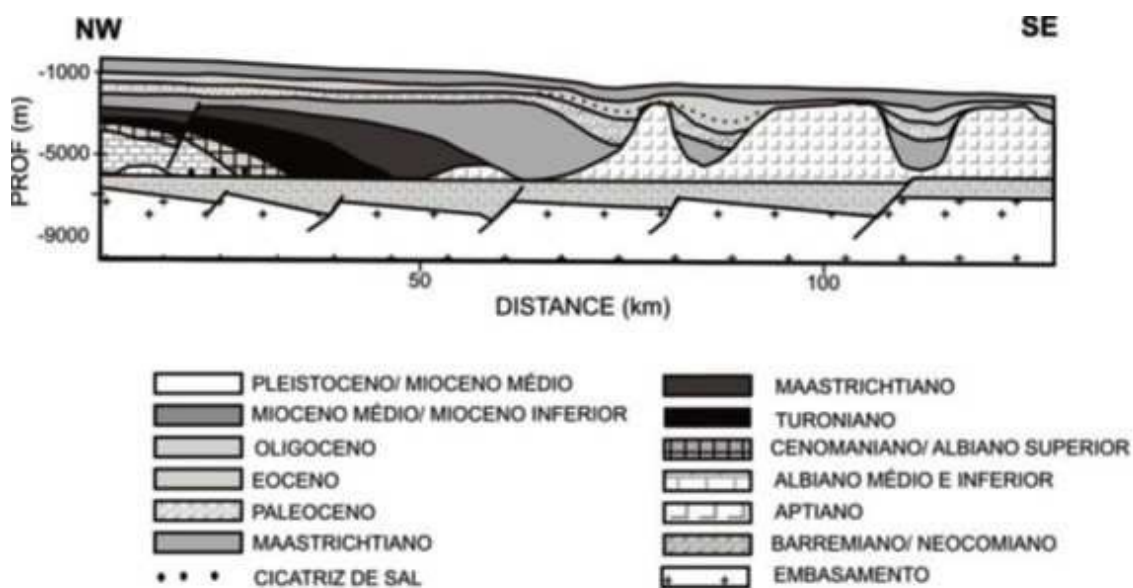 NW
SE
-1000
-5000
-9000
PROF (m)
50
100
DISTANCE (km)
PLEISTOCENO/ MIOCENO MÉDIO
MIOCENO MÉDIO/ MIOCENO INFERIOR
OLIGOCENO
EOCENO
PALEOCENO
MAASTRICHTIANO
CICATRIZ DE SAL
MAASTRICHTIANO
TURONIANO
CENOMANIANO/ ALBIANO SUPERIOR
ALBIANO MÉDIO E INFERIOR
APTIANO
BARREMIANO/ NEOCOMIANO
EMBASAMENTO